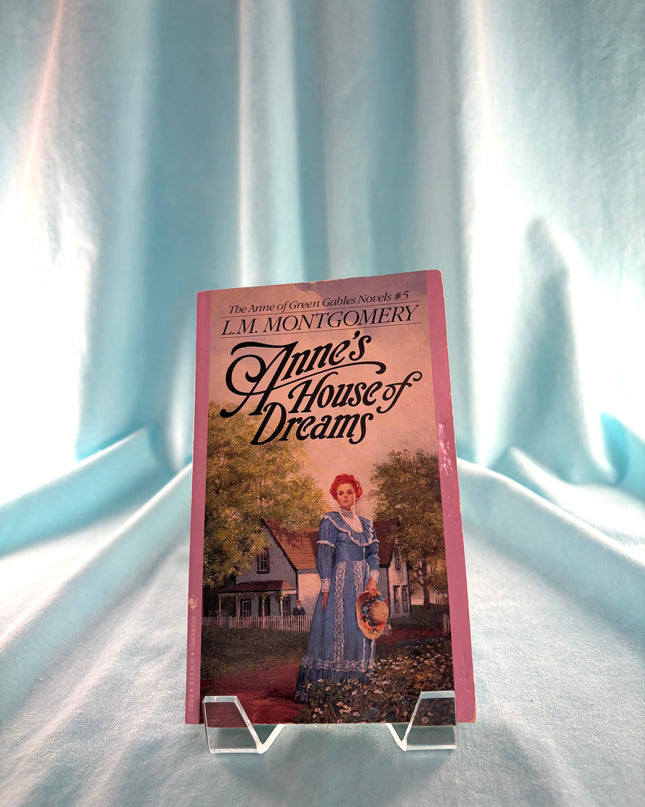 The Anne of Green Gables Novels #5
L.M. MONTGOMERY
Anne's
House of
Dreams